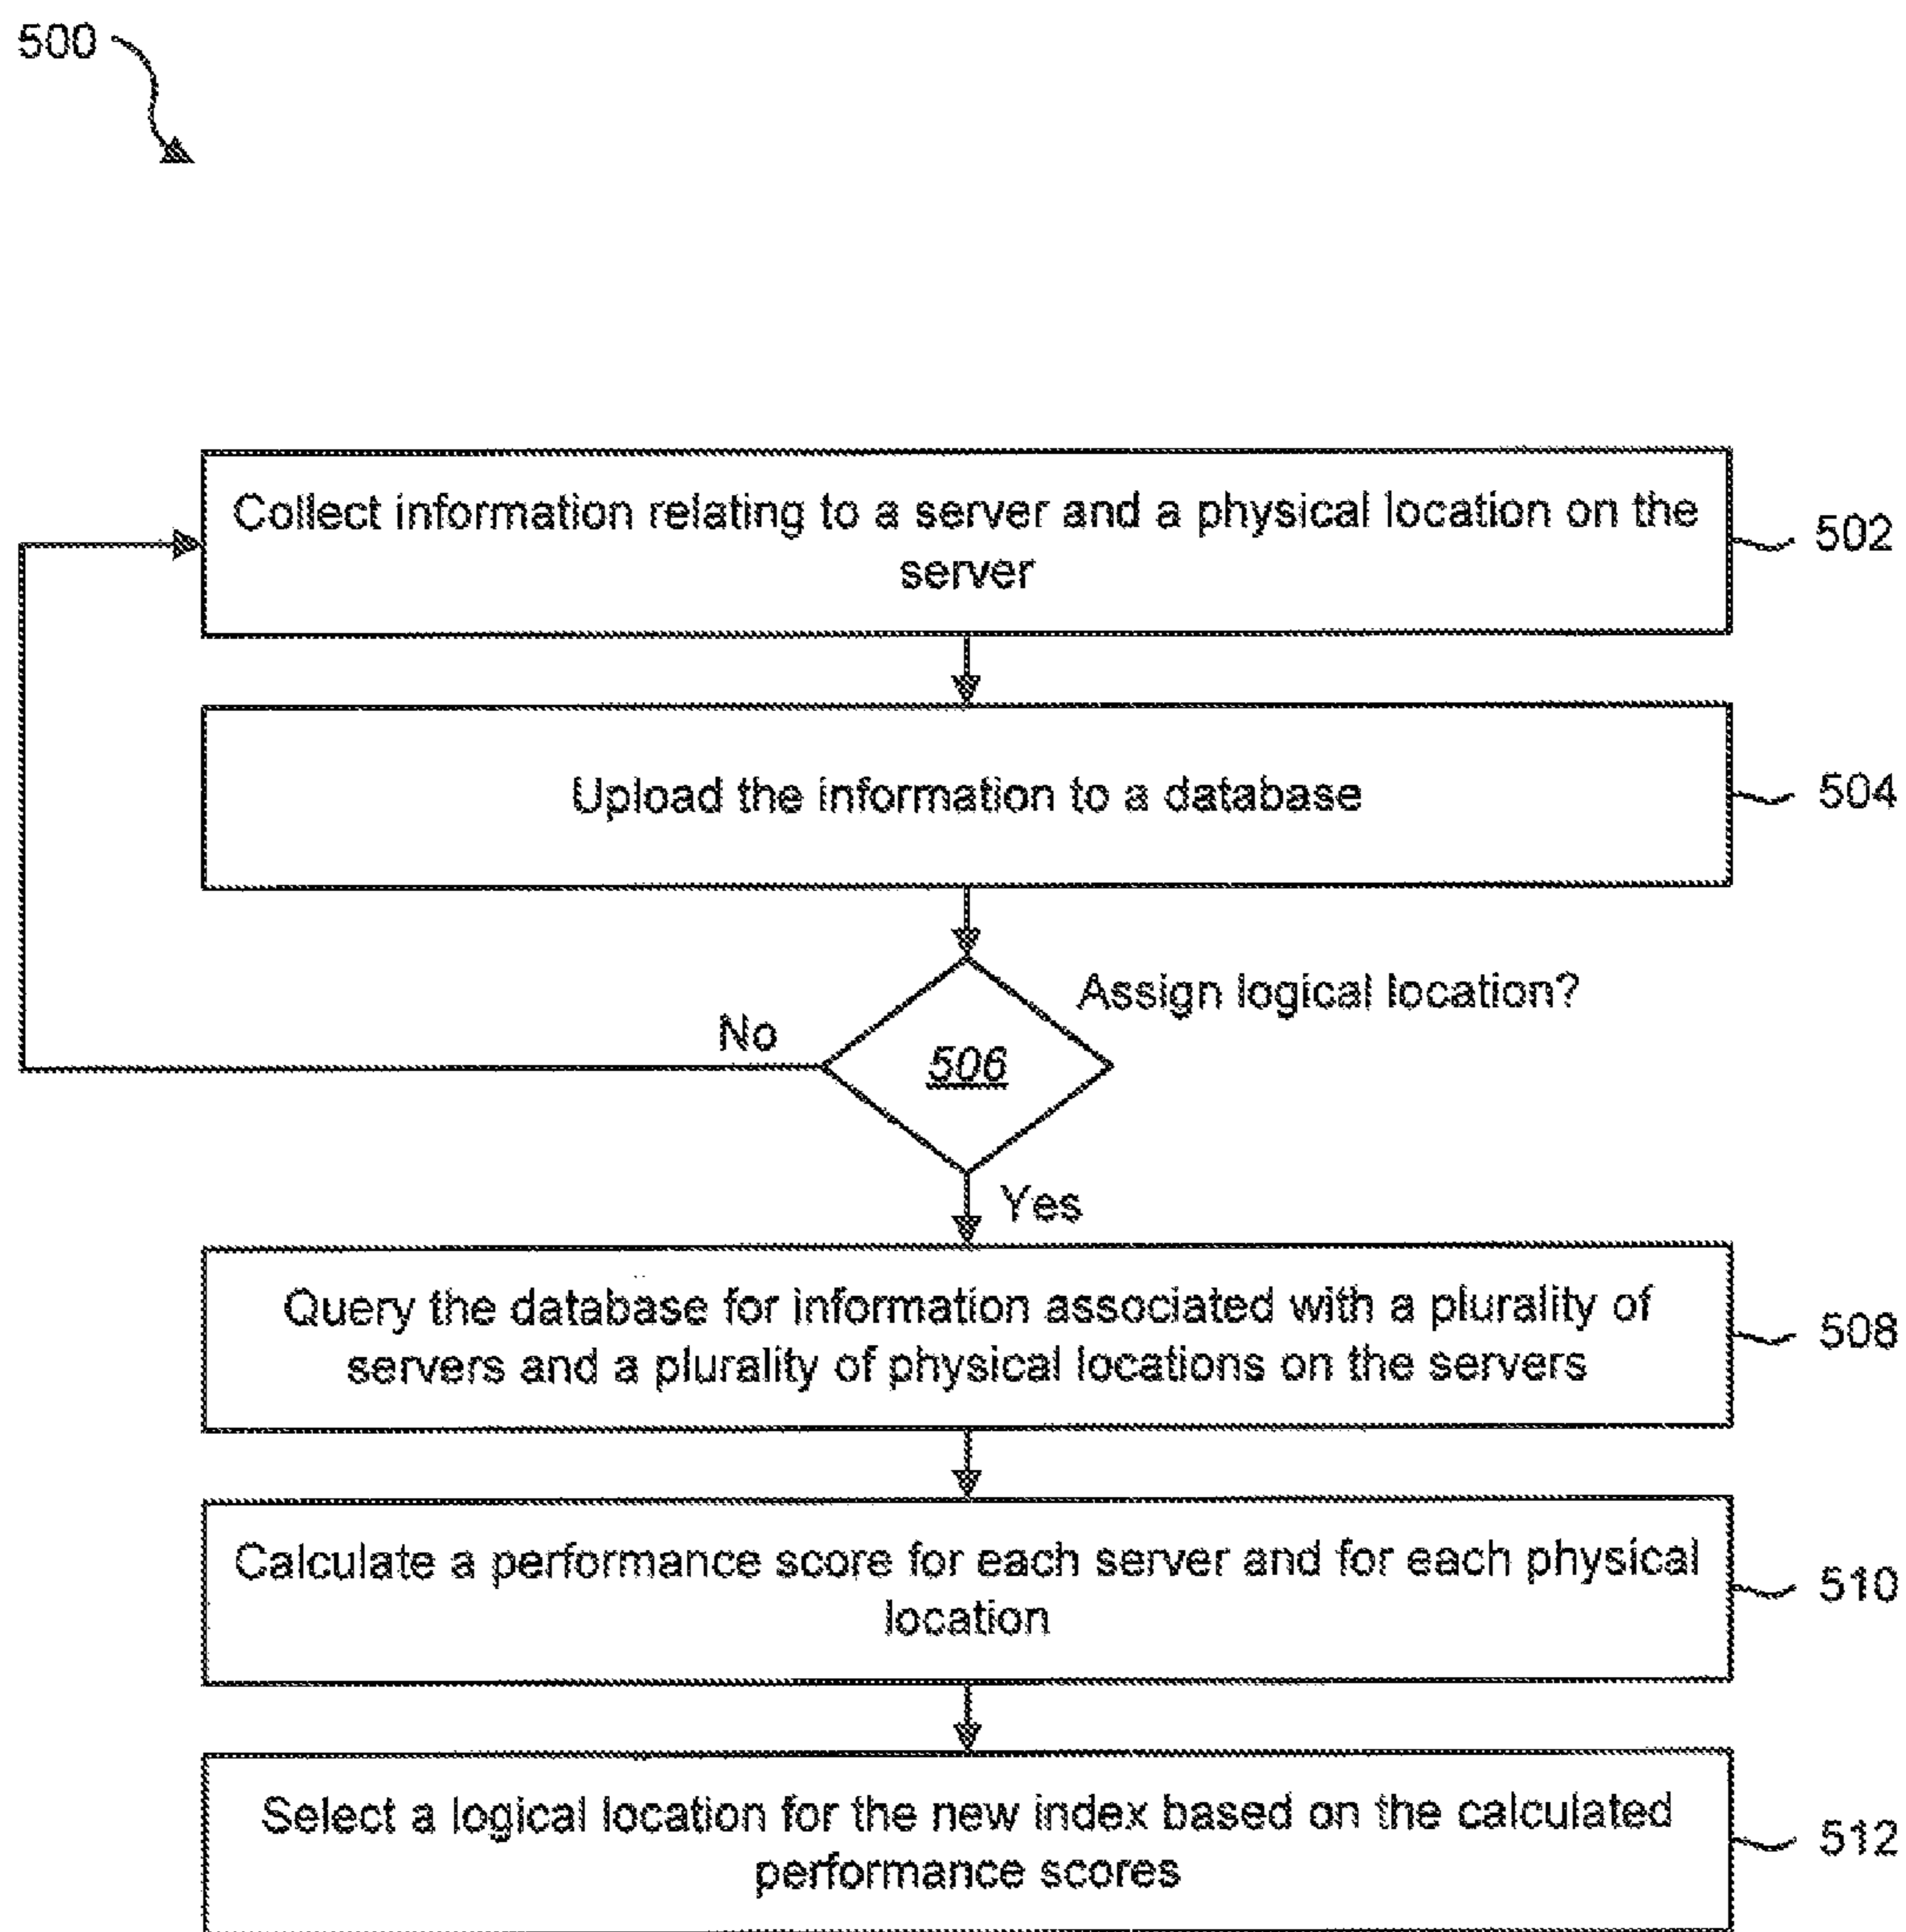 500
Collect information relating to a server and a physical location on the
server
502
Upload the information to a database
504
Assign logical location?
No
506
Yes
Query the database for information associated with a plurality of
servers and a plurality of physical locations on the servers
508
Calculate a performance score for each server and for each physical
location
510
Select a logical location for the new index based on the calculated
performance scores
512